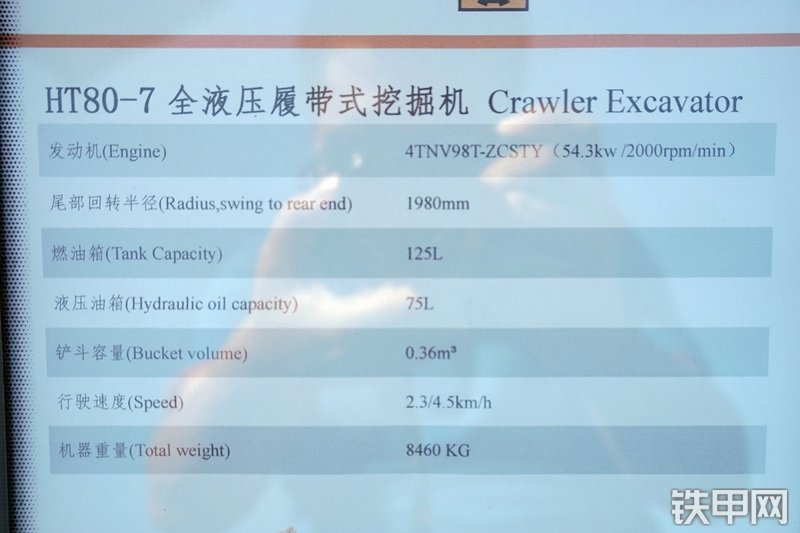 HT80-7 全液压履带式挖掘机 Crawler Excavator
发动机(Engine) 4TNV98T-ZCSTY（54.3kw /2000rpm/min）
尾部回转半径(Radius,swing to rear end) 1980mm
燃油箱(Tank Capacity) 125L
液压油箱(Hydraulic oil capacity) 75L
铲斗容量(Bucket volume) 0.36m³
行驶速度(Speed) 2.3/4.5km/h
机器重量(Total weight) 8460 KG
铁甲网